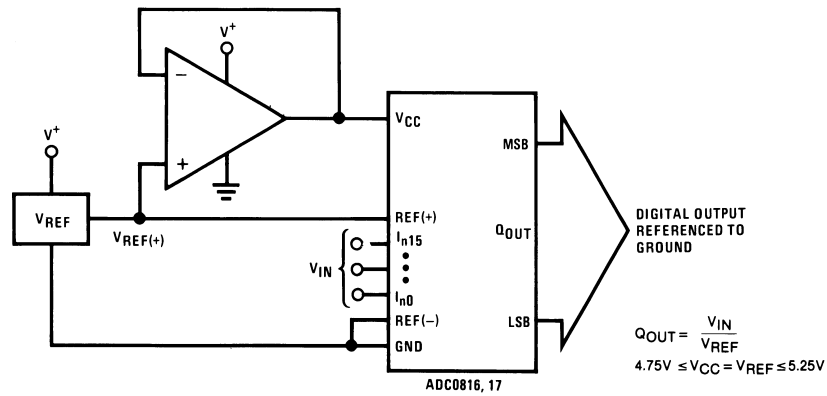 V+
−
+
V+
VREF
VREF(+)
VCC
REF(+)
In15
In0
VIN
REF(−)
GND
MSB
QOUT
LSB
ADC0816, 17
DIGITAL OUTPUT
REFERENCED TO
GROUND
QOUT = VIN / VREF
4.75V ≤ VCC = VREF ≤ 5.25V